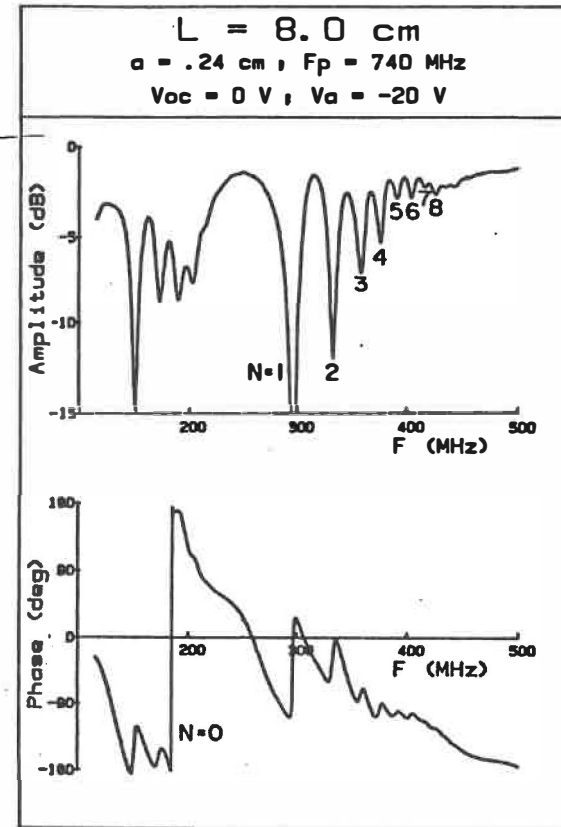 L = 8.0 cm
a = .24 cm , Fp = 740 MHz
Voc = 0 V , Va = -20 V
Amplitude (dB)
0
-5
-10
-15
N=1
2
3
4
5
6
7
8
200
300
400
500
F (MHz)
Phase (deg)
180
90
0
-90
-180
N=0
200
300
400
500
F (MHz)